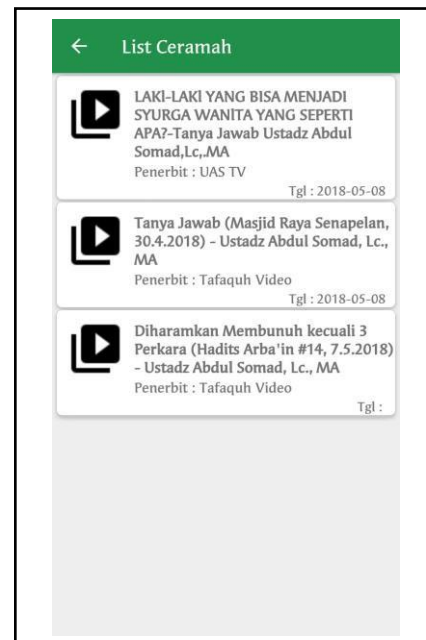 List Ceramah
LAKI-LAKI YANG BISA MENJADI
SYURGA WANITA YANG SEPERTI
APA?-Tanya Jawab Ustadz Abdul
Somad,Lc,.MA
Penerbit : UAS TV
Tgl : 2018-05-08
Tanya Jawab (Masjid Raya Senapelan,
30.4.2018) - Ustadz Abdul Somad, Lc.,
MA
Penerbit : Tafaquh Video
Tgl : 2018-05-08
Diharamkan Membunuh kecuali 3
Perkara (Hadits Arba'in #14, 7.5.2018)
- Ustadz Abdul Somad, Lc., MA
Penerbit : Tafaquh Video
Tgl :